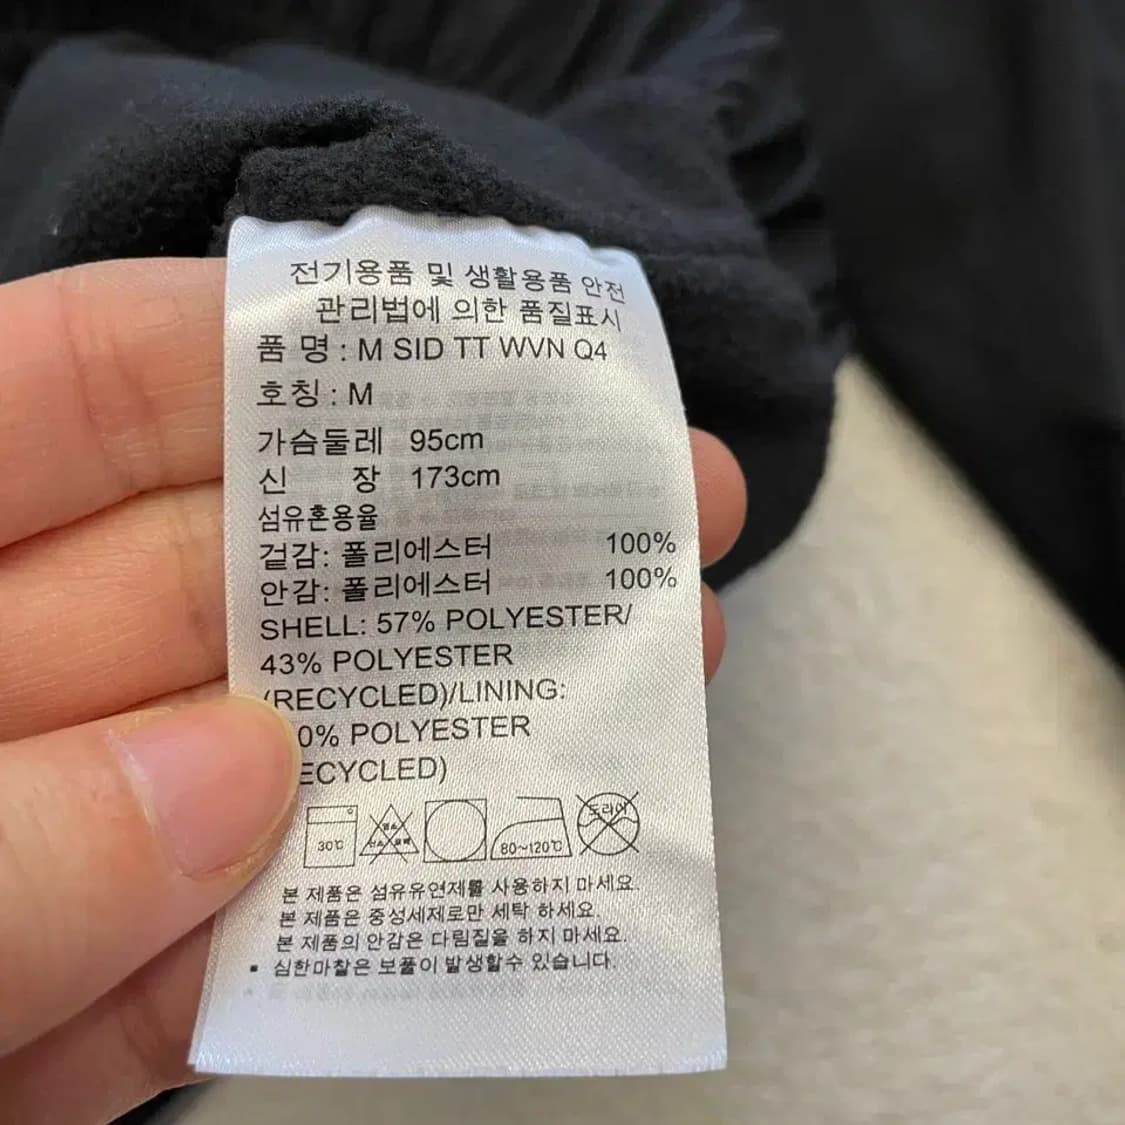 전기용품 및 생활용품 안전
관리법에 의한 품질표시
품 명 : M SID TT WVN Q4
호칭 : M
가슴둘레 95cm
신 장 173cm
섬유혼용율
겉감: 폴리에스터 100%
안감: 폴리에스터 100%
SHELL: 57% POLYESTER/
43% POLYESTER
(RECYCLED)/LINING:
0% POLYESTER
ECYCLED)
30℃
80~120℃
드라이
본 제품은 섬유유연제를 사용하지 마세요.
본 제품은 중성세제로만 세탁 하세요.
본 제품의 안감은 다림질을 하지 마세요.
▪ 심한마찰은 보풀이 발생할수 있습니다.